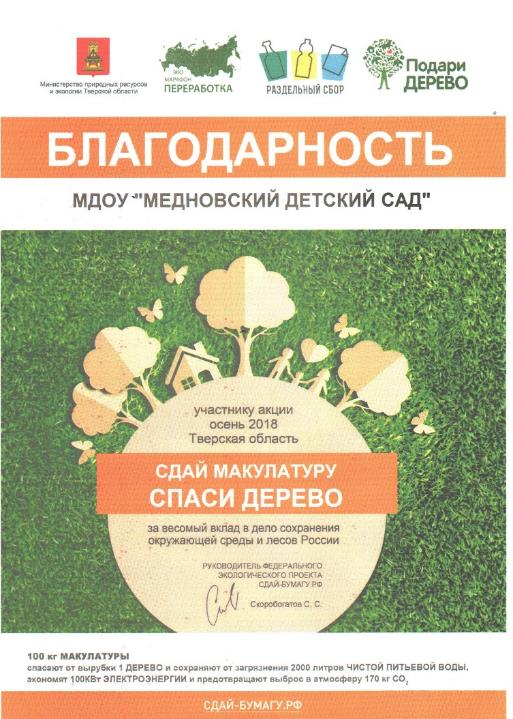 Министерство природных ресурсов
и экологии Тверской области
ЭКО
МАРАФОН
ПЕРЕРАБОТКА
РАЗДЕЛЬНЫЙ СБОР
Подари
ДЕРЕВО
БЛАГОДАРНОСТЬ
МДОУ "МЕДНОВСКИЙ ДЕТСКИЙ САД"
участнику акции
осень 2018
Тверская область
СДАЙ МАКУЛАТУРУ
СПАСИ ДЕРЕВО
за весомый вклад в дело сохранения
окружающей среды и лесов России
РУКОВОДИТЕЛЬ ФЕДЕРАЛЬНОГО
ЭКОЛОГИЧЕСКОГО ПРОЕКТА
СДАЙ-БУМАГУ.РФ
Скоробогатов С. С.
100 кг МАКУЛАТУРЫ
спасают от вырубки 1 ДЕРЕВО и сохраняют от загрязнения 2000 литров ЧИСТОЙ ПИТЬЕВОЙ ВОДЫ,
экономят 100КВт ЭЛЕКТРОЭНЕРГИИ и предотвращают выброс в атмосферу 170 кг CO2
СДАЙ-БУМАГУ.РФ